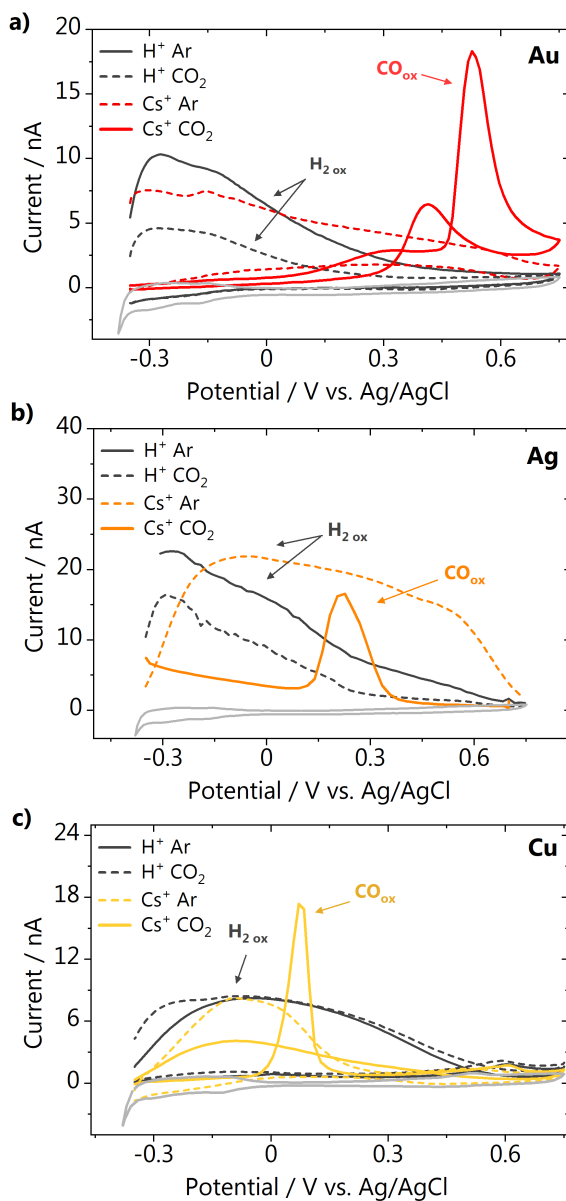 a)
20
15
10
5
0
Current / nA
H⁺ Ar
H⁺ CO₂
Cs⁺ Ar
Cs⁺ CO₂
Au
CO_ox
H₂ ox
-0.3
0
0.3
0.6
Potential / V vs. Ag/AgCl
b)
40
30
20
10
0
Current / nA
H⁺ Ar
H⁺ CO₂
Cs⁺ Ar
Cs⁺ CO₂
Ag
H₂ ox
CO_ox
-0.3
0
0.3
0.6
Potential / V vs. Ag/AgCl
c)
24
18
12
6
0
Current / nA
H⁺ Ar
H⁺ CO₂
Cs⁺ Ar
Cs⁺ CO₂
Cu
CO_ox
H₂ ox
-0.3
0
0.3
0.6
Potential / V vs. Ag/AgCl